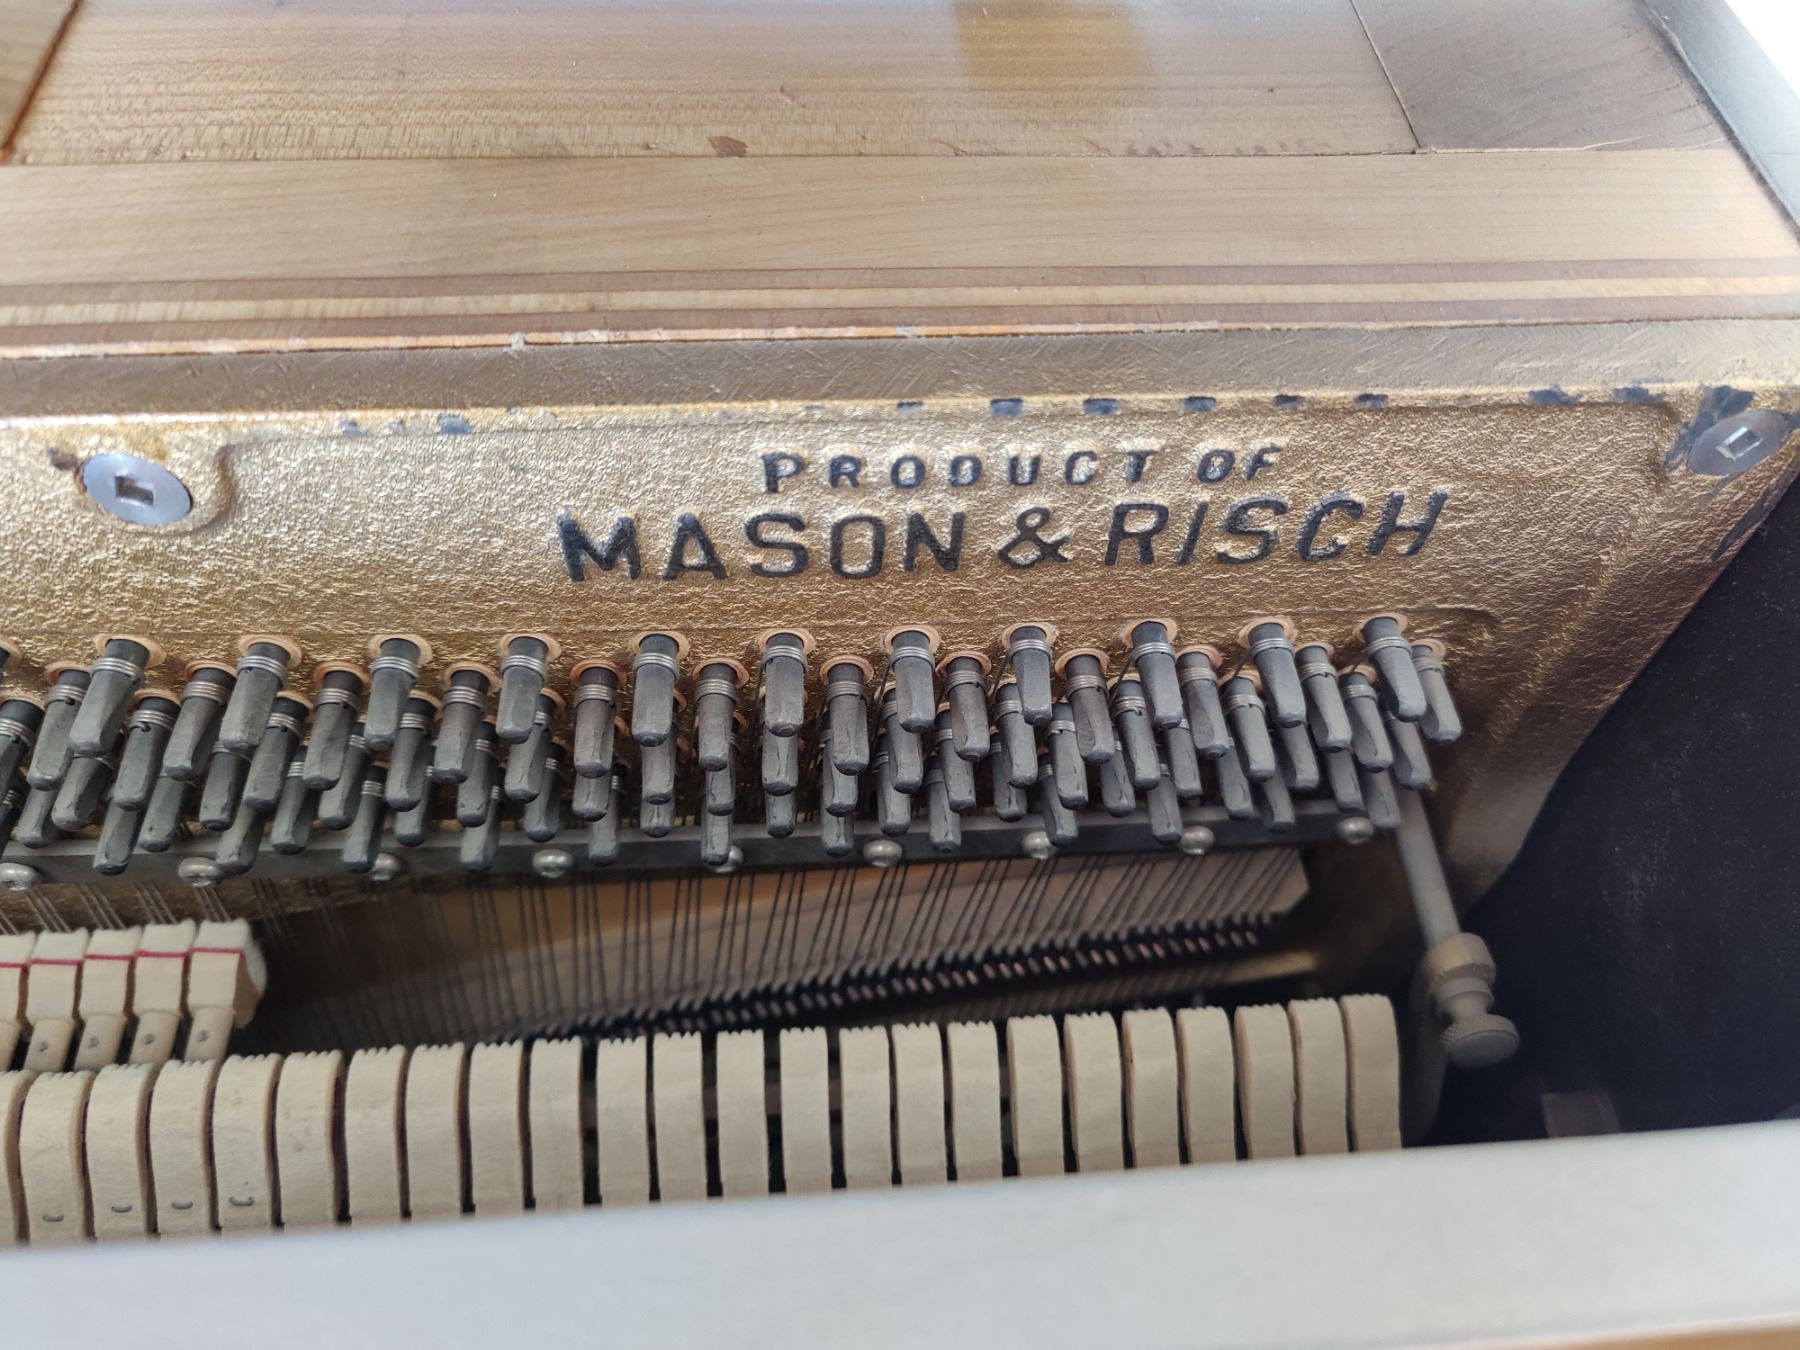 PRODUCT OF
MASON & RISCH